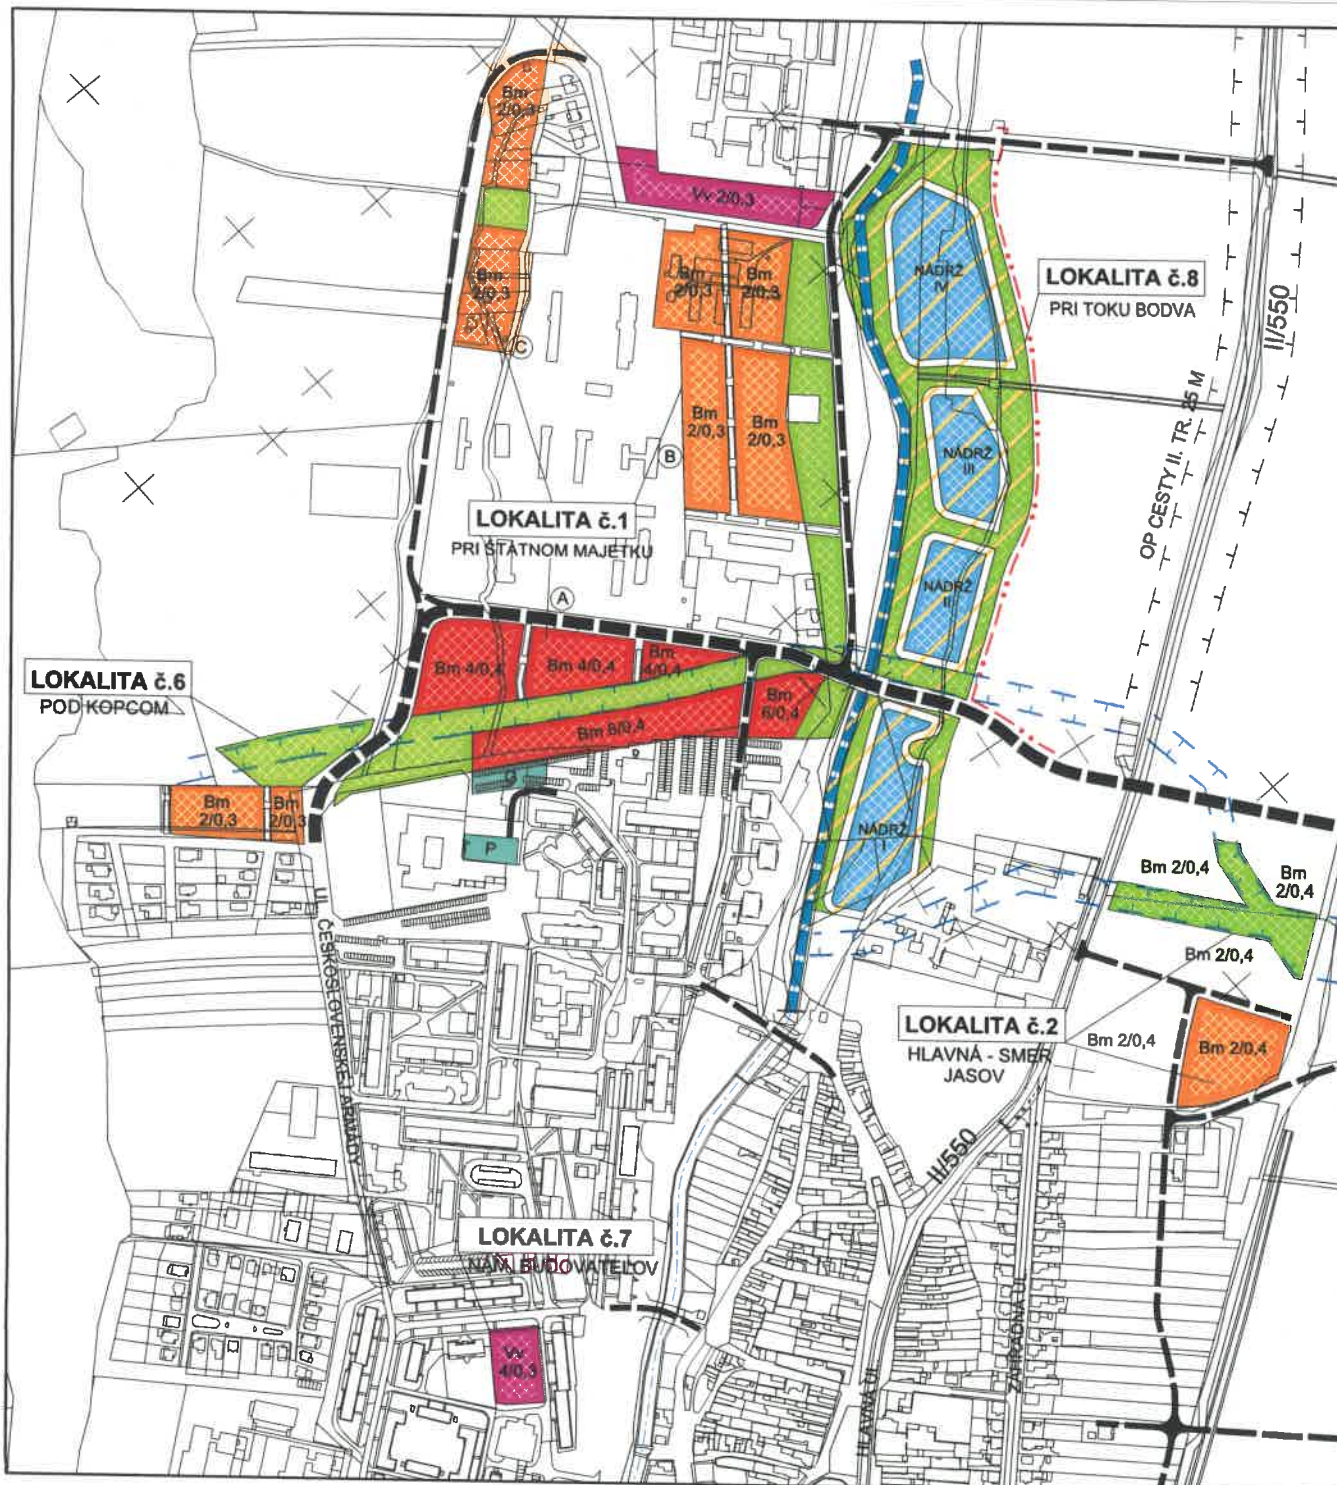 Bm
2/0,3
Vv 2/0,3
Bm
2/0,3
Bm
2/0,3
Bm
2/0,3
NÁDRŽ
IV
LOKALITA č.8
PRI TOKU BODVA
II/550
OP CESTY II. TR. 25 M
C
Bm
2/0,3
Bm
2/0,3
B
NÁDRŽ
III
LOKALITA č.1
PRI ŠTÁTNOM MAJETKU
NÁDRŽ
II
A
Bm 4/0,4
Bm 4/0,4
Bm
4/0,4
LOKALITA č.6
POD KOPCOM
Bm
6/0,4
Bm 8/0,4
G
Bm
2/0,3
Bm
2/0,3
NÁDRŽ
I
P
Bm 2/0,4
Bm
2/0,4
UL. ČESKOSLOVENSKEJ ARMÁDY
Bm 2/0,4
LOKALITA č.2
HLAVNÁ - SMER
JASOV
Bm 2/0,4
Bm 2/0,4
II/550
LOKALITA č.7
NÁM. BUDOVATEĽOV
ZÁHRADNÁ UL.
Vv
4/0,3
HLAVNÁ UL.